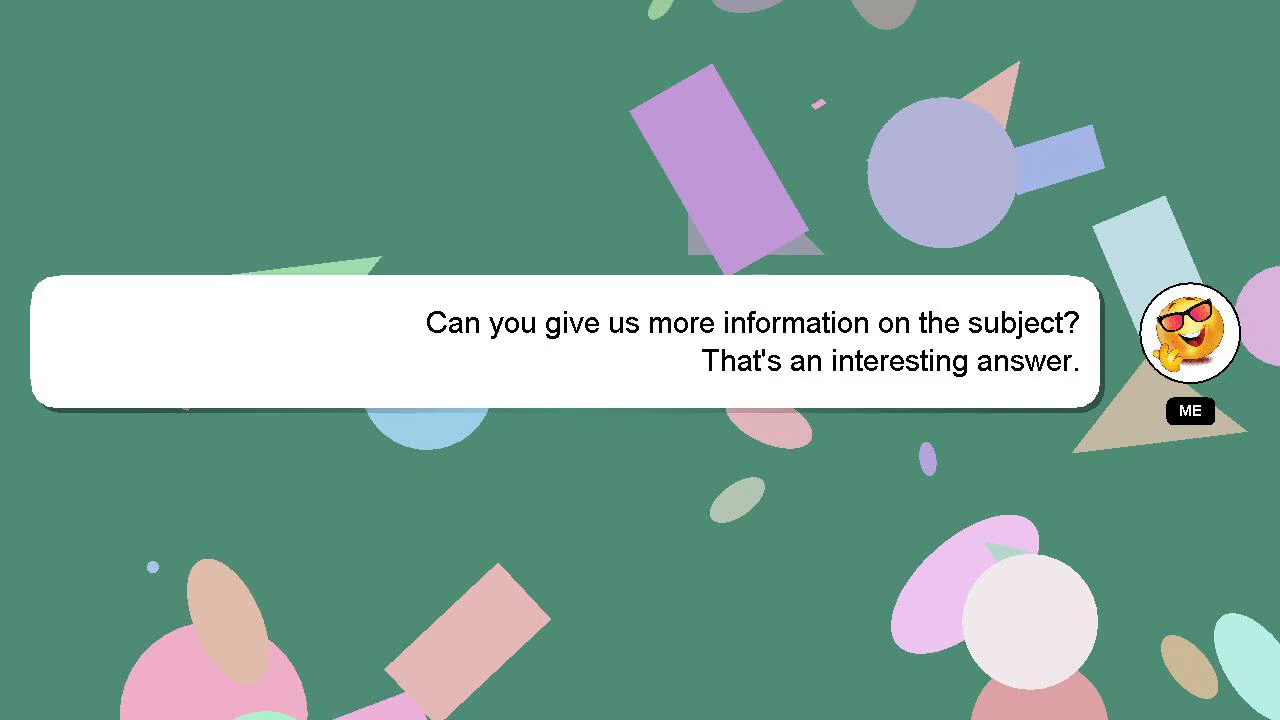 Can you give us more information on the subject?
That's an interesting answer.
ME